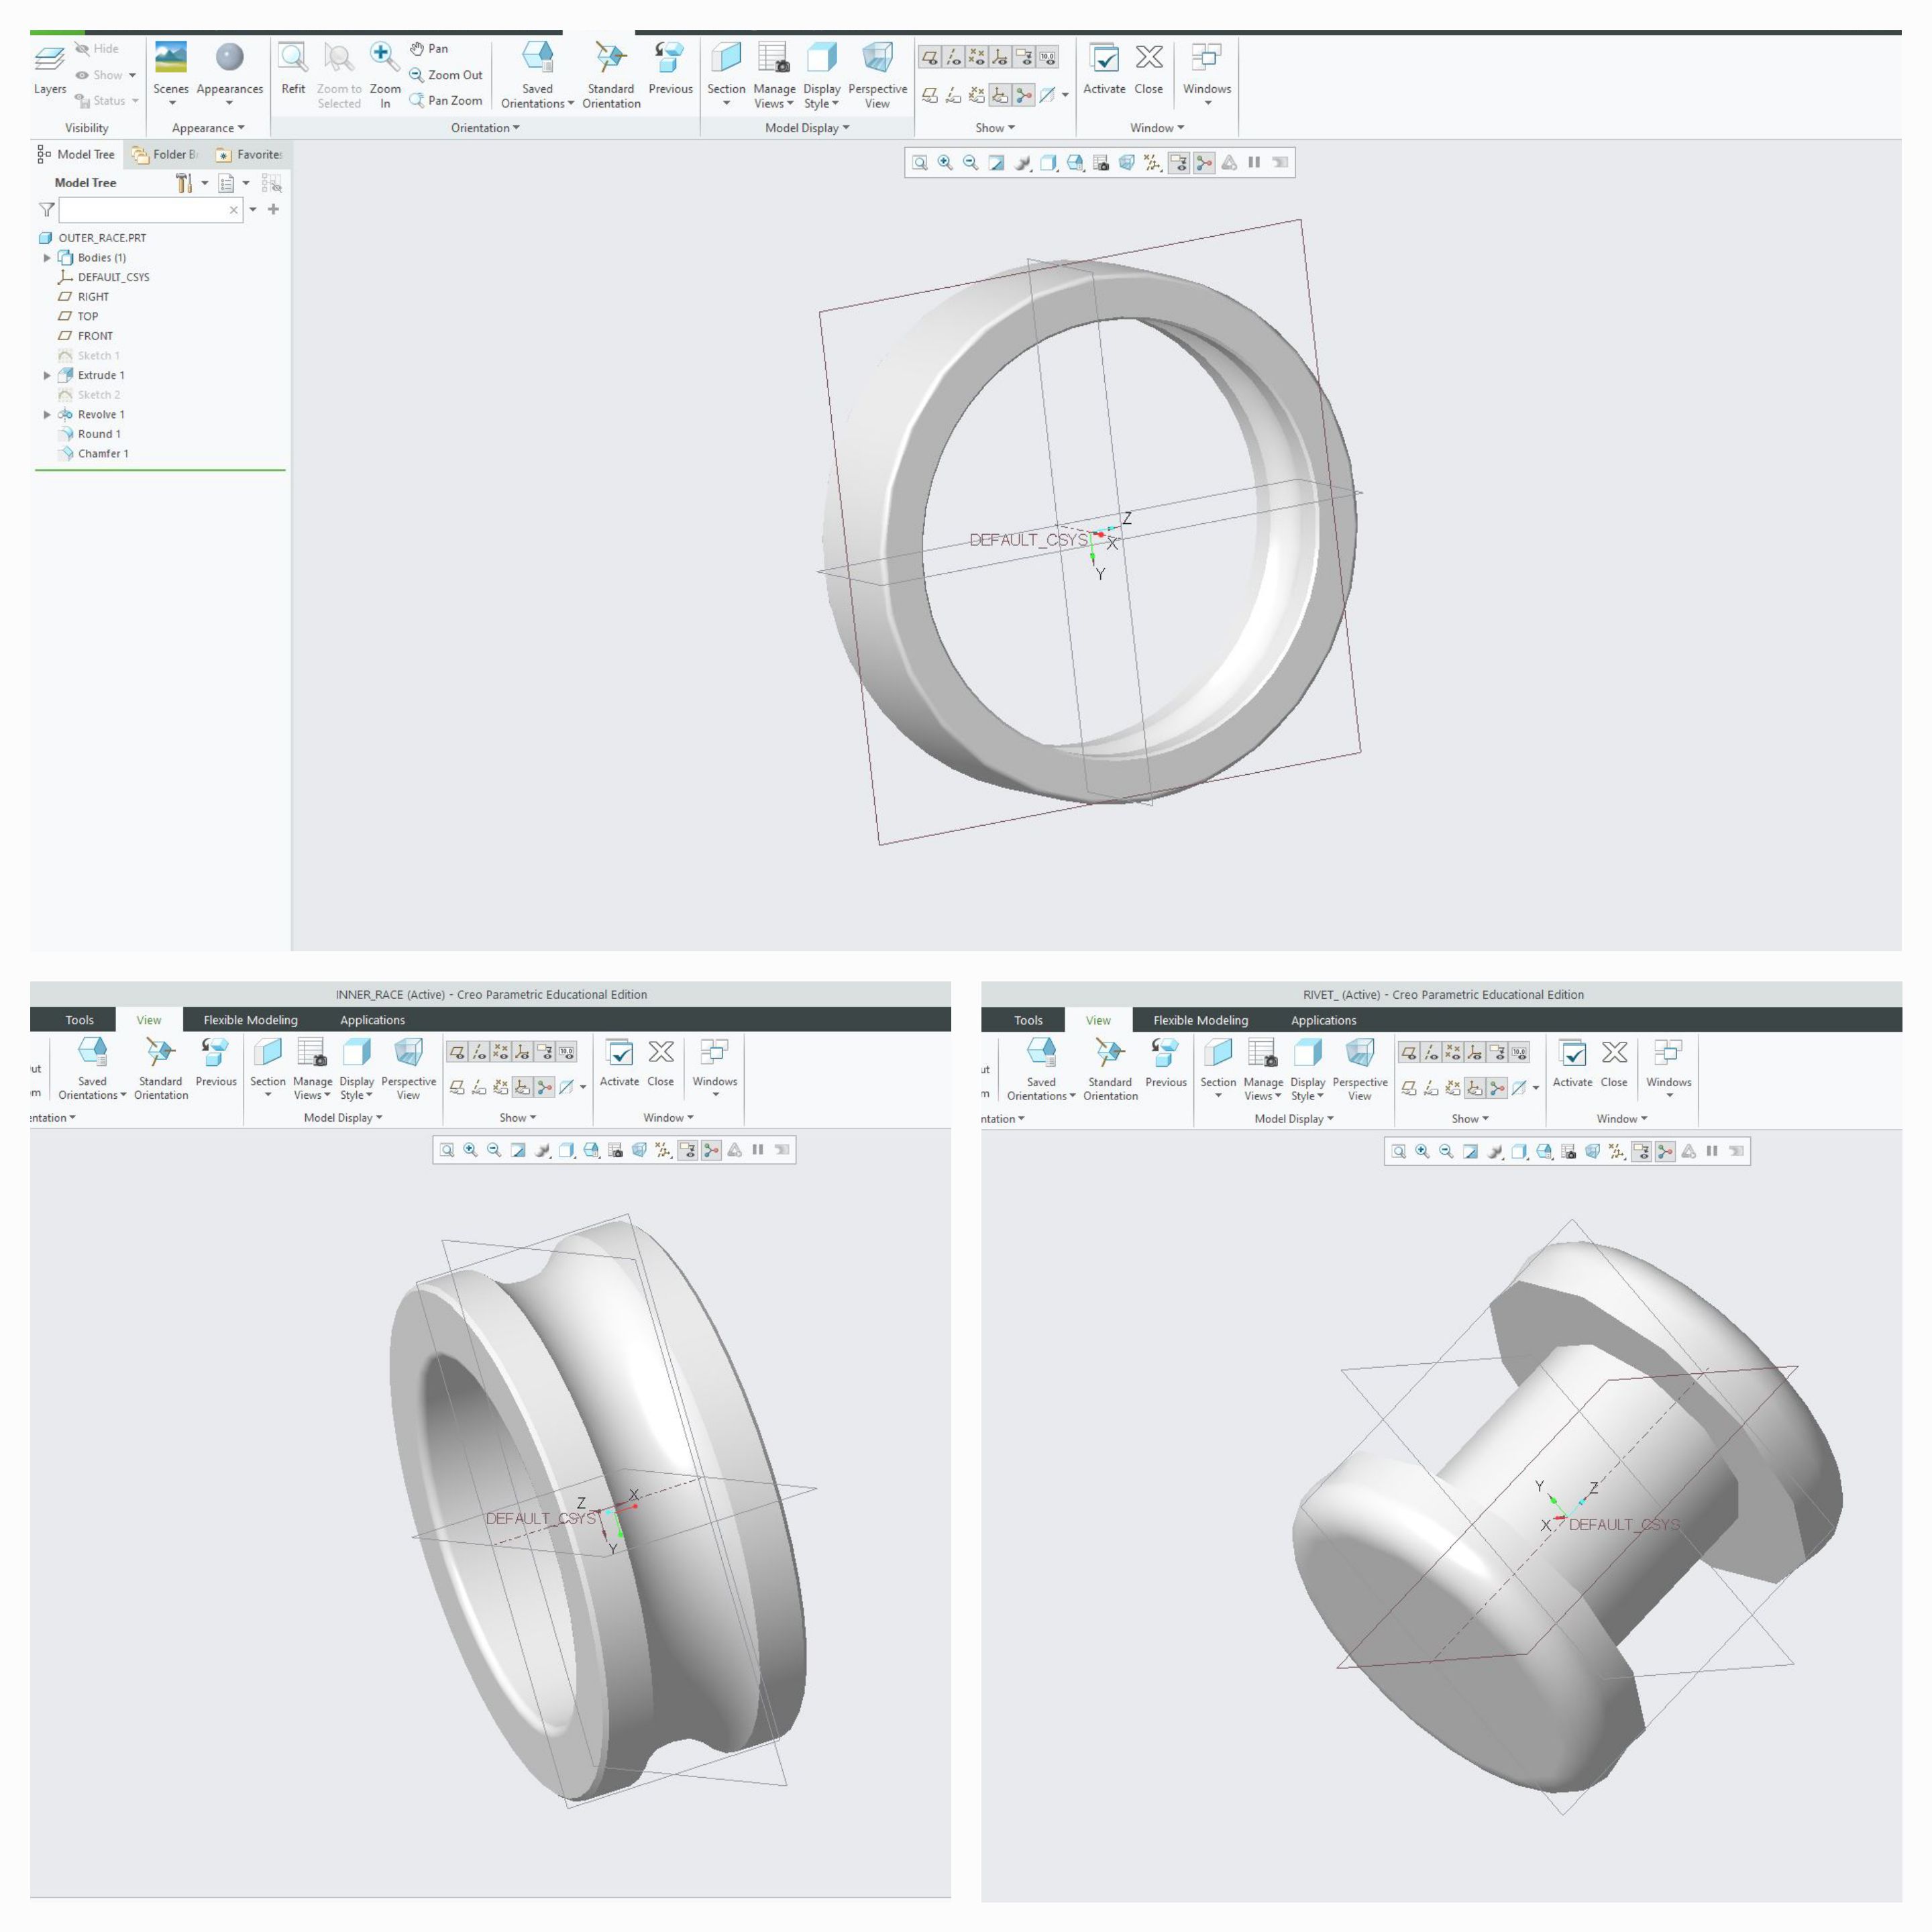 Hide
Show
Status
Layers
Visibility
Scenes
Appearances
Appearance
Refit
Zoom to
Selected
Zoom
In
Pan
Zoom Out
Pan Zoom
Saved
Orientations
Standard
Orientation
Previous
Orientation
Section
Manage
Views
Display
Style
Perspective
View
Model Display
Show
Activate
Close
Windows
Window
Model Tree
Folder B
Favorites
Model Tree
OUTER_RACE.PRT
Bodies (1)
DEFAULT_CSYS
RIGHT
TOP
FRONT
Sketch 1
Extrude 1
Sketch 2
Revolve 1
Round 1
Chamfer 1
Z
DEFAULT_CSYS
X
Y
INNER_RACE (Active) - Creo Parametric Educational Edition
Tools
View
Flexible Modeling
Applications
ut
m
Saved
Orientations
Standard
Orientation
Previous
entation
Section
Manage
Views
Display
Style
Perspective
View
Model Display
Show
Activate
Close
Windows
Window
X
Z
DEFAULT_CSYS
Y
RIVET_ (Active) - Creo Parametric Educational Edition
Tools
View
Flexible Modeling
Applications
ut
m
Saved
Orientations
Standard
Orientation
Previous
ntation
Section
Manage
Views
Display
Style
Perspective
View
Model Display
Show
Activate
Close
Windows
Window
Y
Z
X
DEFAULT_CSYS